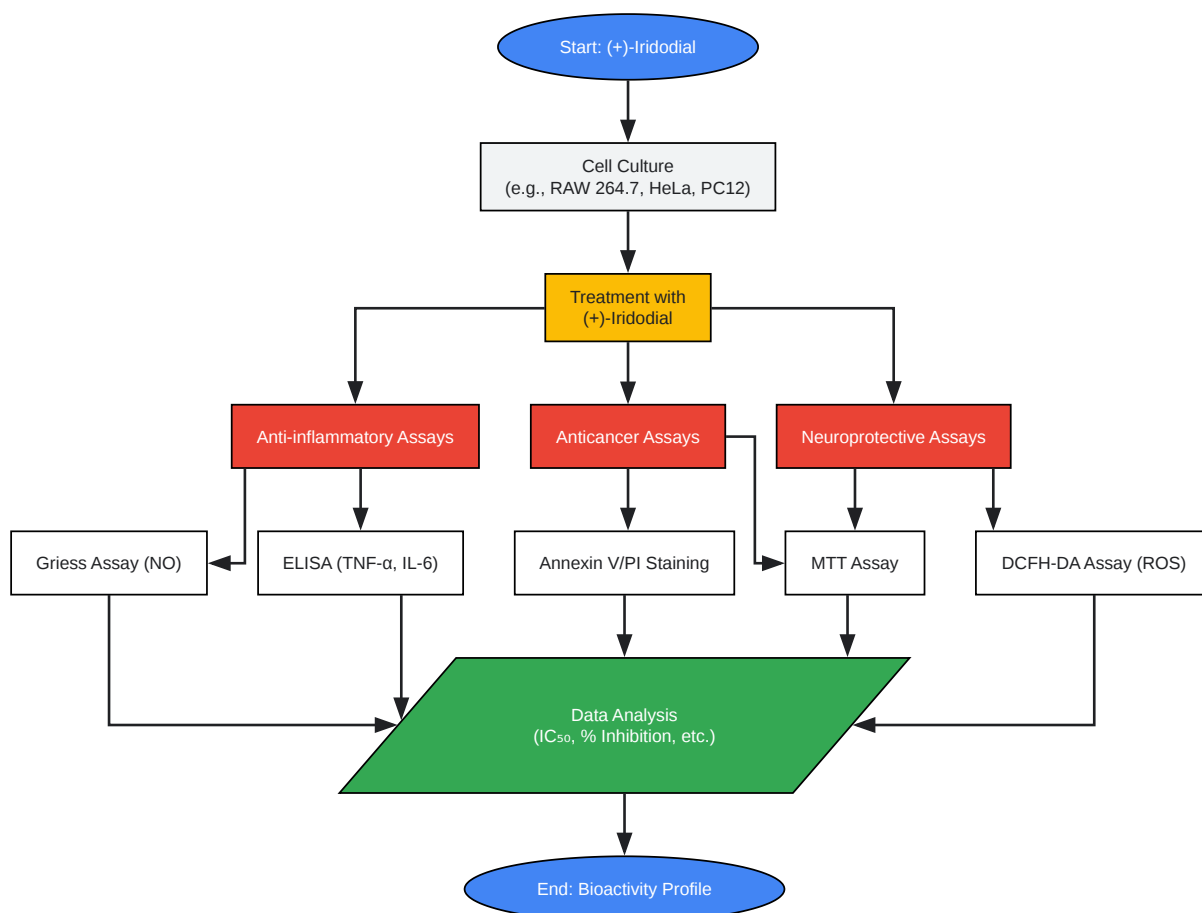 Start: (+)-Iridodial
Cell Culture
(e.g., RAW 264.7, HeLa, PC12)
Treatment with
(+)-Iridodial
Anti-inflammatory Assays
Anticancer Assays
Neuroprotective Assays
Griess Assay (NO)
ELISA (TNF-α, IL-6)
Annexin V/PI Staining
MTT Assay
DCFH-DA Assay (ROS)
Data Analysis
(IC₅₀, % Inhibition, etc.)
End: Bioactivity Profile